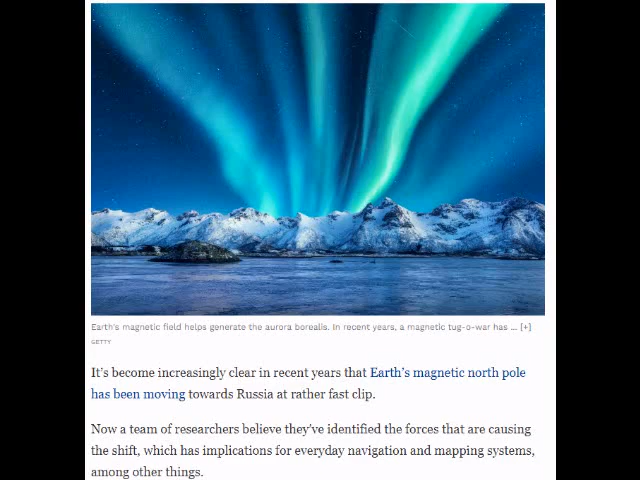 Earth's magnetic field helps generate the aurora borealis. In recent years, a magnetic tug-o-war has ... [+]
GETTY
It's become increasingly clear in recent years that Earth's magnetic north pole
has been moving towards Russia at rather fast clip.
Now a team of researchers believe they've identified the forces that are causing
the shift, which has implications for everyday navigation and mapping systems,
among other things.